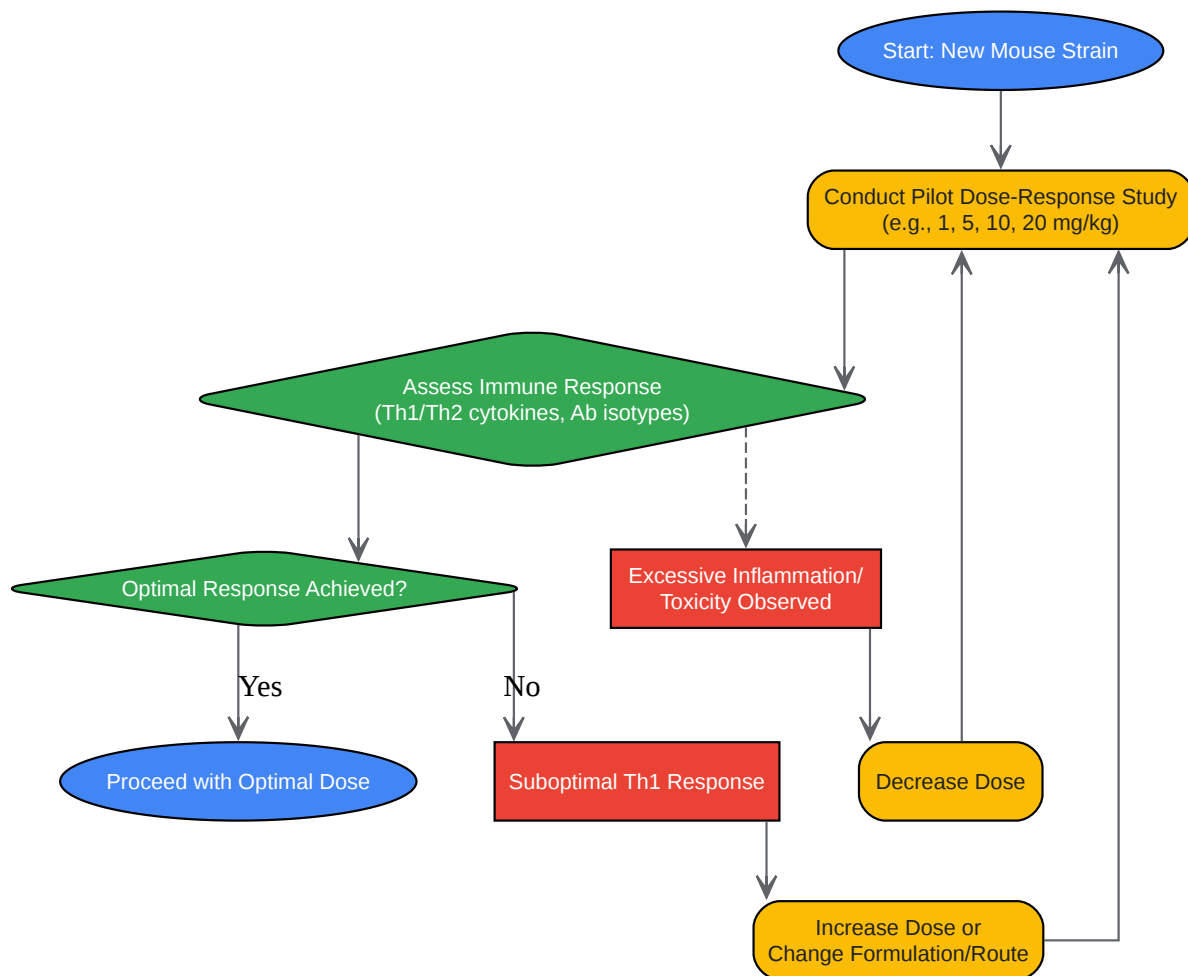 Start: New Mouse Strain
Conduct Pilot Dose-Response Study
(e.g., 1, 5, 10, 20 mg/kg)
Assess Immune Response
(Th1/Th2 cytokines, Ab isotypes)
Optimal Response Achieved?
Excessive Inflammation/
Toxicity Observed
Yes
No
Proceed with Optimal Dose
Suboptimal Th1 Response
Decrease Dose
Increase Dose or
Change Formulation/Route